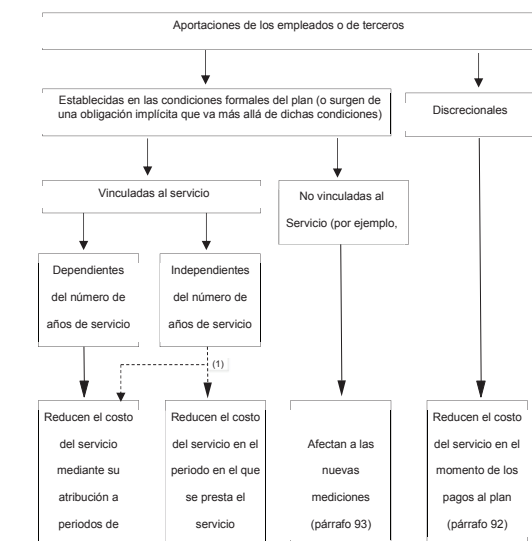 Aportaciones de los empleados o de terceros
Establecidas en las condiciones formales del plan (o surgen de
una obligación implícita que va más allá de dichas condiciones)
Discrecionales
Vinculadas al servicio
No vinculadas al
Servicio (por ejemplo,
Dependientes
del número de
años de servicio
Independientes
del número de
años de servicio
(1)
Reducen el costo
del servicio
mediante su
atribución a
periodos de
Reducen el costo
del servicio en el
periodo en el que
se presta el
servicio
Afectan a las
nuevas
mediciones
(párrafo 93)
Reducen el costo
del servicio en el
momento de los
pagos al plan
(párrafo 92)